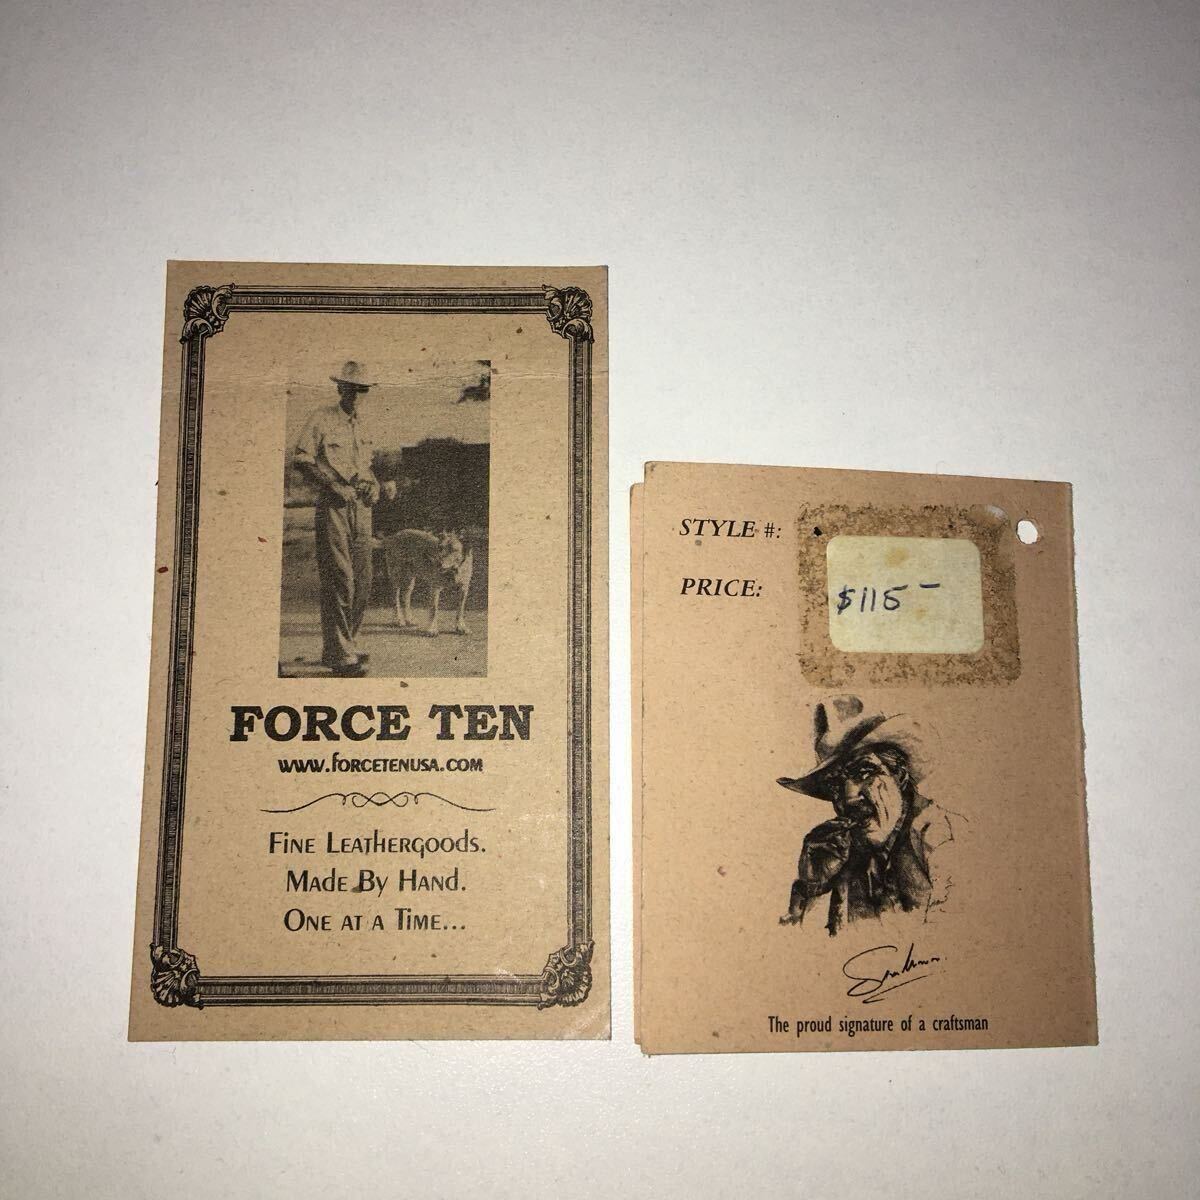 FORCE TEN
www.forcetenusa.com
Fine Leathergoods.
Made By Hand.
One at a Time...
STYLE #:
PRICE:
$115 –
The proud signature of a craftsman